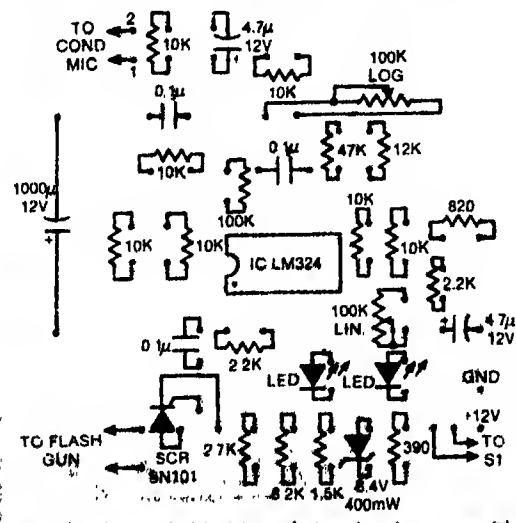 TO
COND
MIC
2
1
10K
4.7µ
12V
10K
100K
LOG
0.1µ
10K
0.1µ
47K
12K
100K
1000µ
12V
+
10K
10K
IC LM324
10K
10K
820
2.2K
100K
LIN.
+
4.7µ
12V
0.1µ
2.2K
LED
LED
GND
+12V
TO
S1
TO FLASH
GUN
SCR
2.7K
8.2K
1.5K
400mW
390